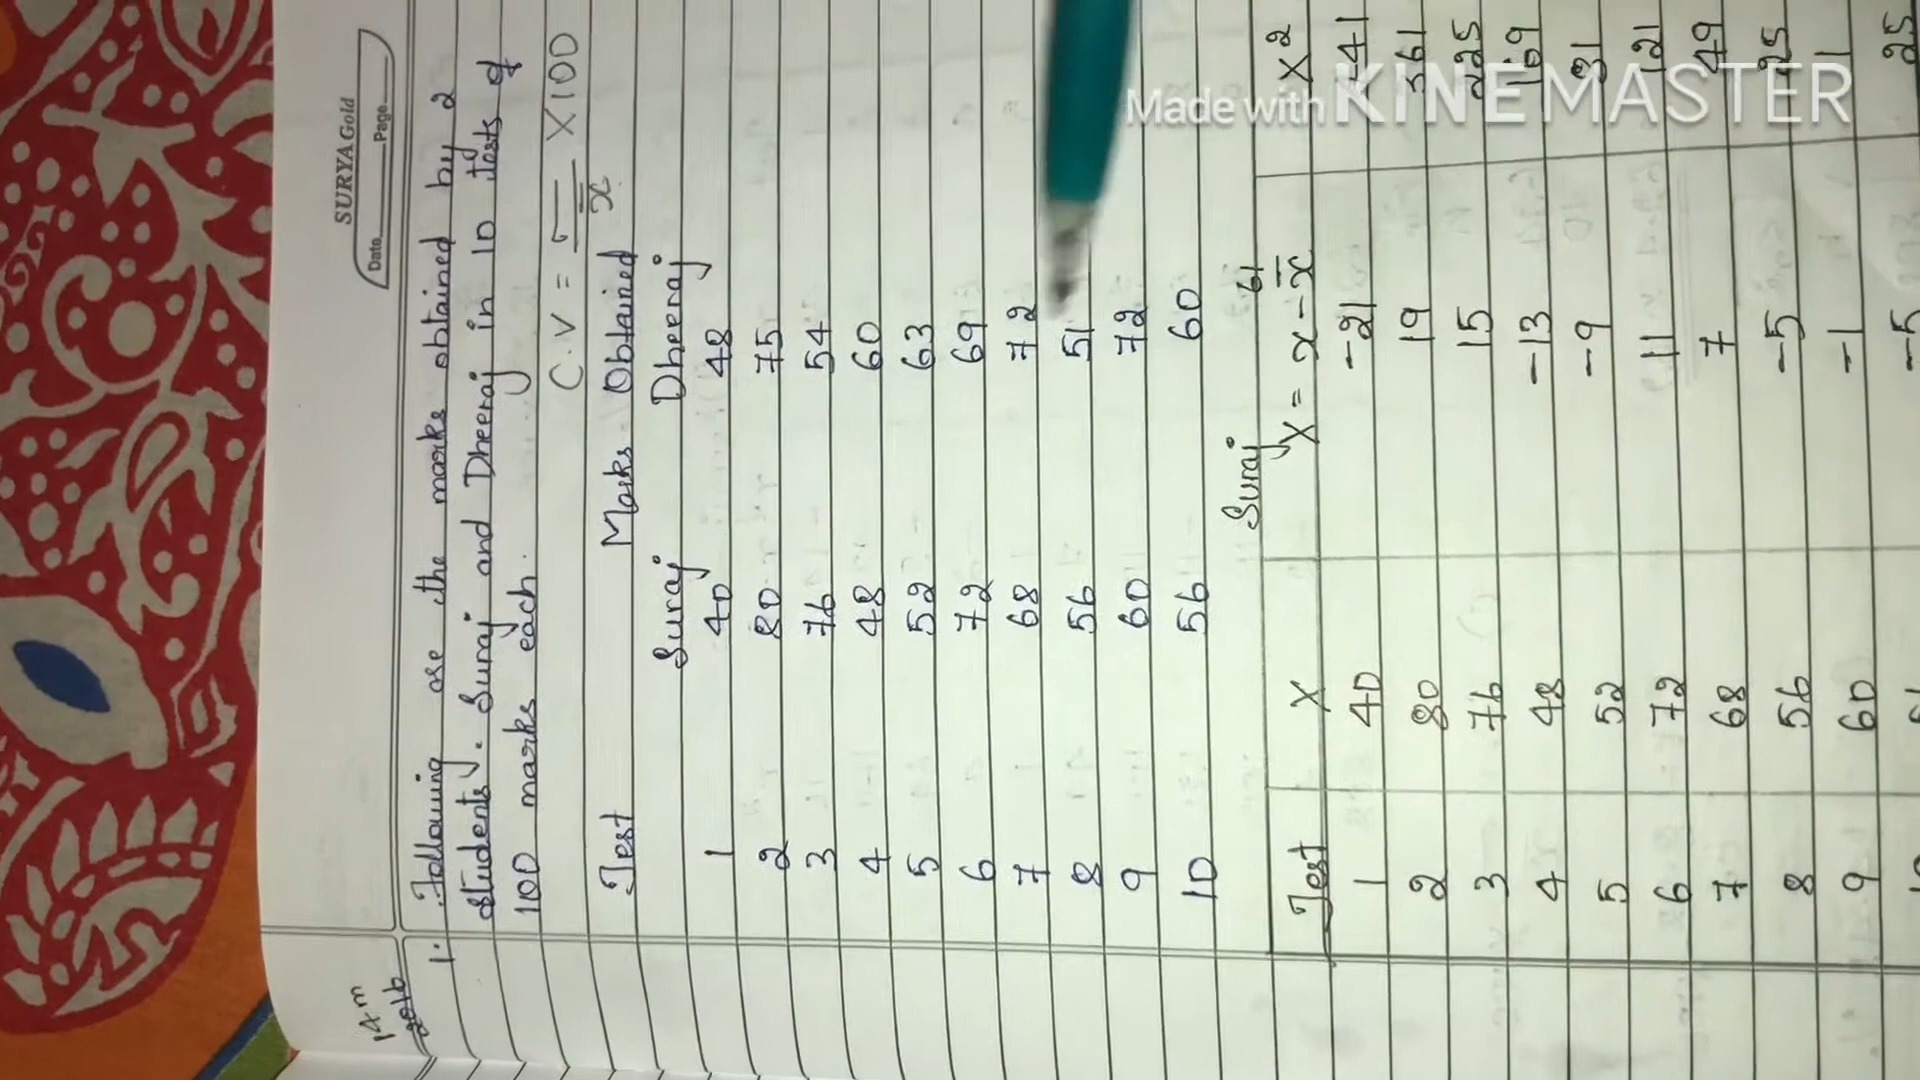 SURYA Gold
Date Page
14m
2016
1. Following are the marks obtained by 2
students. Suraj and Dheeraj in 10 tests of
100 marks each.
C.V = σ/x̄ X100
Test Marks Obtained
Suraj Dheeraj
1 40 48
2 80 75
3 76 54
4 48 60
5 52 63
6 72 69
7 68 72
8 56 51
9 60 72
10 56 60
Suraj 61
Test X X = x - x̄ X2
1 40 -21 441
2 80 19 361
3 76 15 225
4 48 -13 169
5 52 -9 31
6 72 11 121
7 68 7 49
8 56 -5 25
9 60 -1 1
-5 25
Made with KINEMASTER